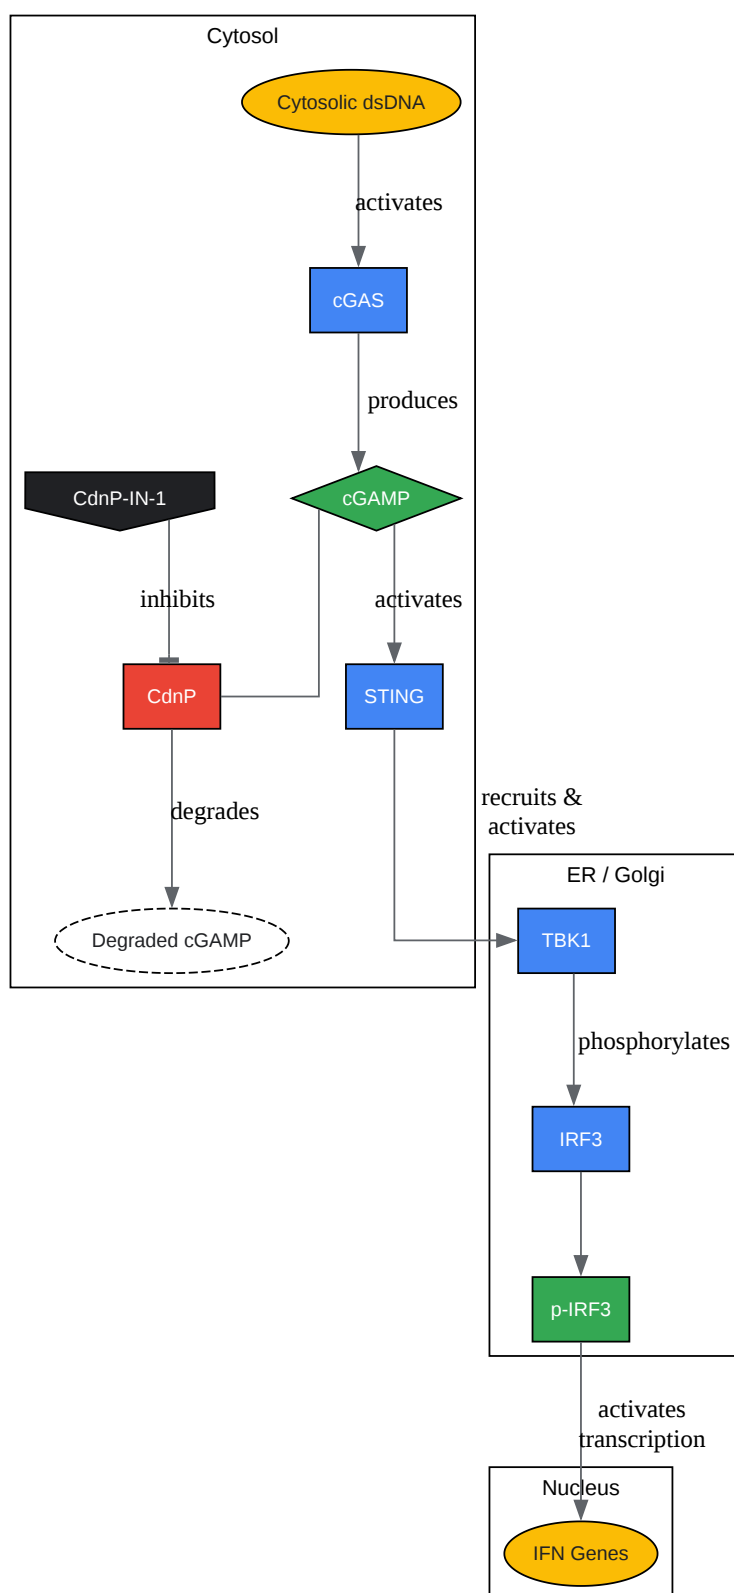 Cytosol
Cytosolic dsDNA
activates
cGAS
produces
CdnP-IN-1
cGAMP
inhibits
activates
CdnP
STING
recruits &
activates
degrades
ER / Golgi
Degraded cGAMP
TBK1
phosphorylates
IRF3
p-IRF3
activates
transcription
Nucleus
IFN Genes